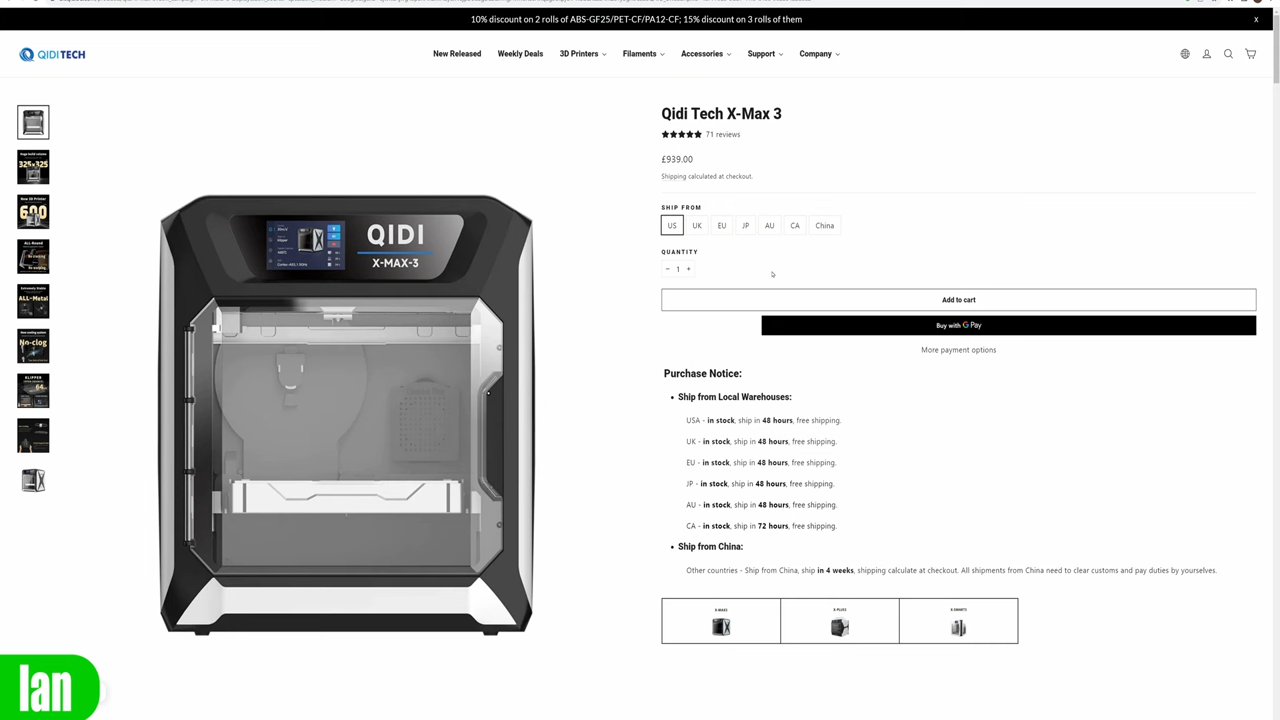 10% discount on 2 rolls of ABS-GF25/PET-CF/PA12-CF; 15% discount on 3 rolls of them
X
QIDITECH
New Released
Weekly Deals
3D Printers
Filaments
Accessories
Support
Company
Qidi Tech X-Max 3
71 reviews
£939.00
Shipping calculated at checkout.
SHIP FROM
US
UK
EU
JP
AU
CA
China
QUANTITY
− 1 +
Add to cart
Buy with G Pay
More payment options
Purchase Notice:
• Ship from Local Warehouses:
USA - in stock, ship in 48 hours, free shipping.
UK - in stock, ship in 48 hours, free shipping.
EU - in stock, ship in 48 hours, free shipping.
JP - in stock, ship in 48 hours, free shipping.
AU - in stock, ship in 48 hours, free shipping.
CA - in stock, ship in 72 hours, free shipping.
• Ship from China:
Other countries - Ship from China, ship in 4 weeks, shipping calculate at checkout. All shipments from China need to clear customs and pay duties by yourselves.
QIDI
X-MAX-3
325×325
600
ALL-Round
ALL-Metal
No-clog
KLIPPER
Ian